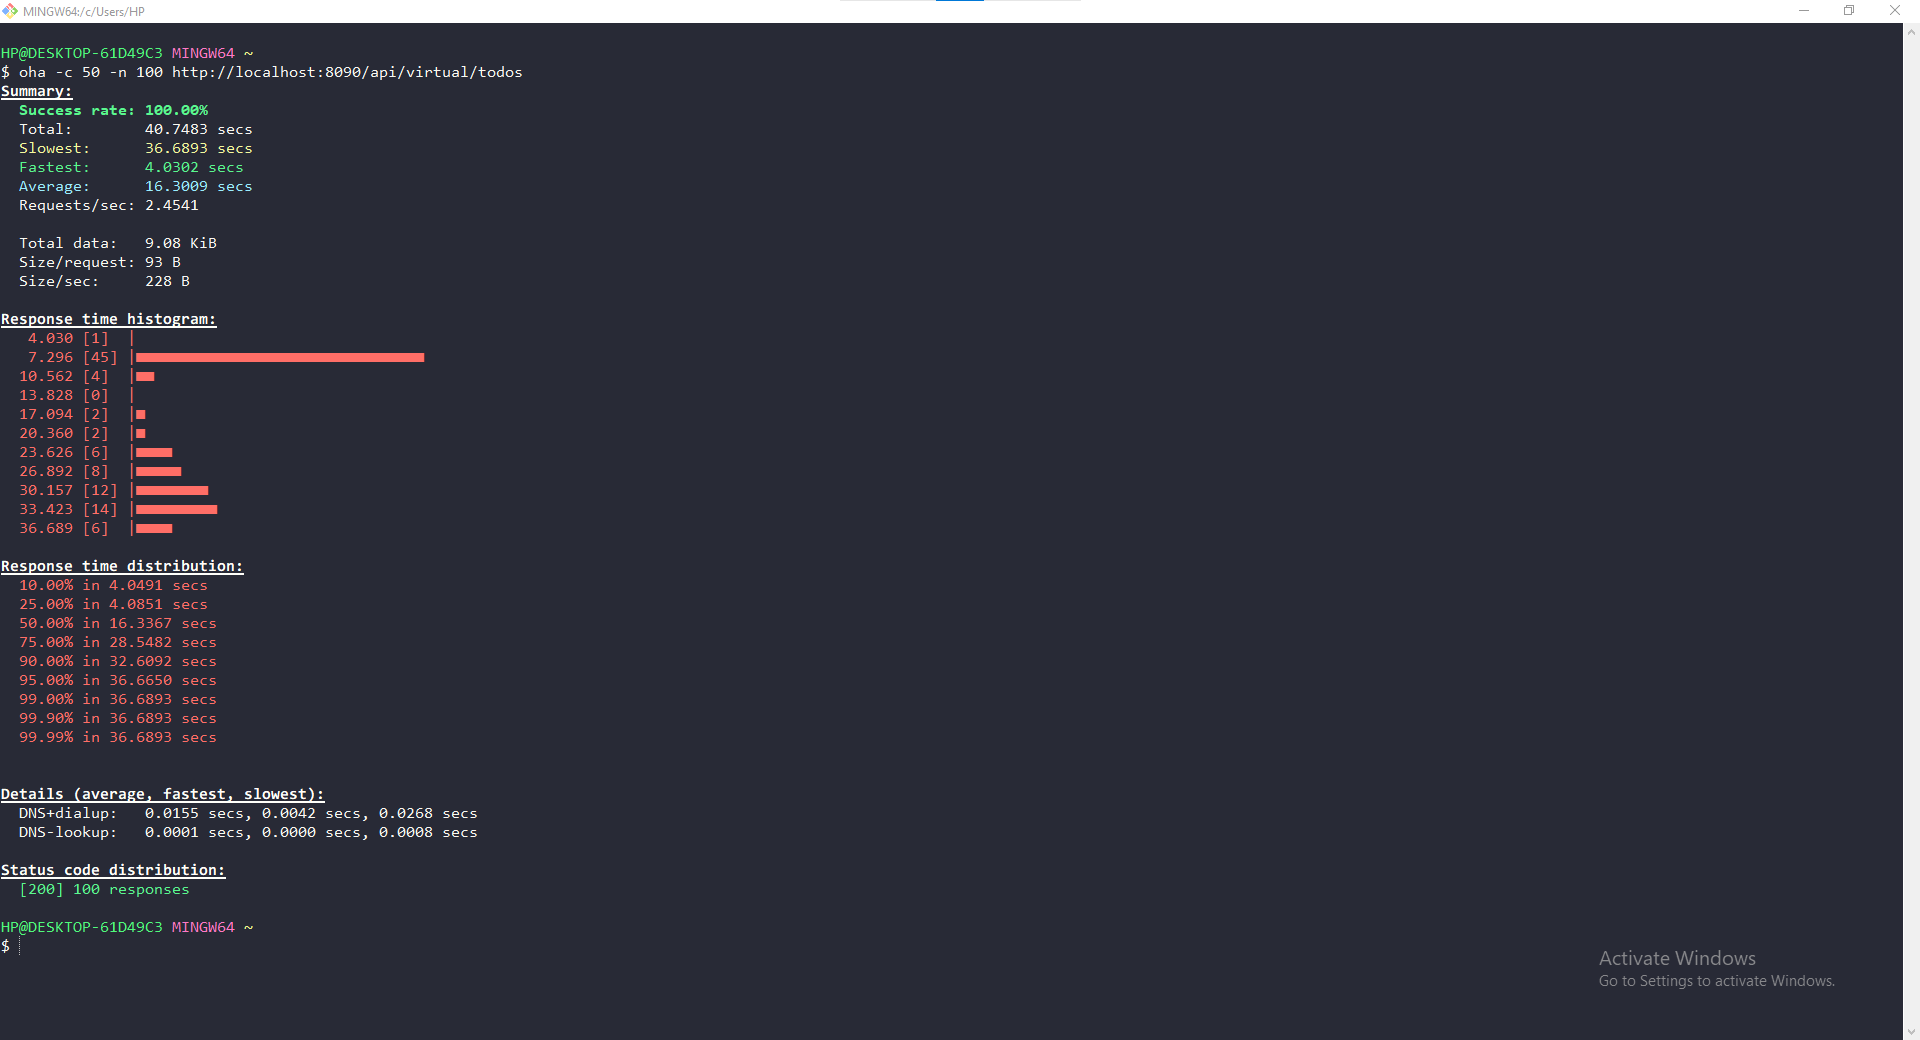 MINGW64:/c/Users/HP
HP@DESKTOP-61D49C3 MINGW64 ~
$ oha -c 50 -n 100 http://localhost:8090/api/virtual/todos
Summary:
  Success rate: 100.00%
  Total:        40.7483 secs
  Slowest:      36.6893 secs
  Fastest:      4.0302 secs
  Average:      16.3009 secs
  Requests/sec: 2.4541
  Total data:   9.08 KiB
  Size/request: 93 B
  Size/sec:     228 B
Response time histogram:
   4.030 [1]  |
   7.296 [45] |
  10.562 [4]  |
  13.828 [0]  |
  17.094 [2]  |
  20.360 [2]  |
  23.626 [6]  |
  26.892 [8]  |
  30.157 [12] |
  33.423 [14] |
  36.689 [6]  |
Response time distribution:
  10.00% in 4.0491 secs
  25.00% in 4.0851 secs
  50.00% in 16.3367 secs
  75.00% in 28.5482 secs
  90.00% in 32.6092 secs
  95.00% in 36.6650 secs
  99.00% in 36.6893 secs
  99.90% in 36.6893 secs
  99.99% in 36.6893 secs
Details (average, fastest, slowest):
  DNS+dialup:   0.0155 secs, 0.0042 secs, 0.0268 secs
  DNS-lookup:   0.0001 secs, 0.0000 secs, 0.0008 secs
Status code distribution:
  [200] 100 responses
HP@DESKTOP-61D49C3 MINGW64 ~
$
Activate Windows
Go to Settings to activate Windows.